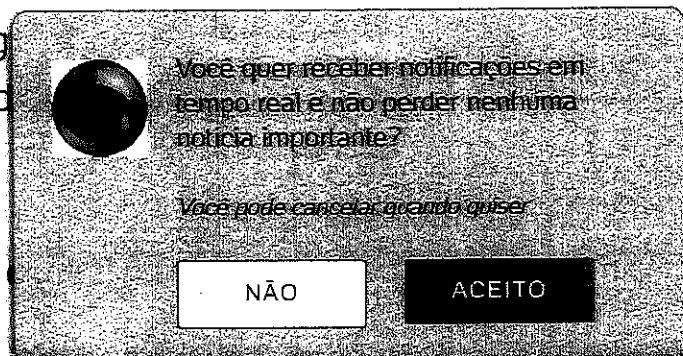 Você quer receber notificações em
tempo real e não perder nenhuma
notícia importante?
Você pode cancelar quando quiser
NÃO
ACEITO